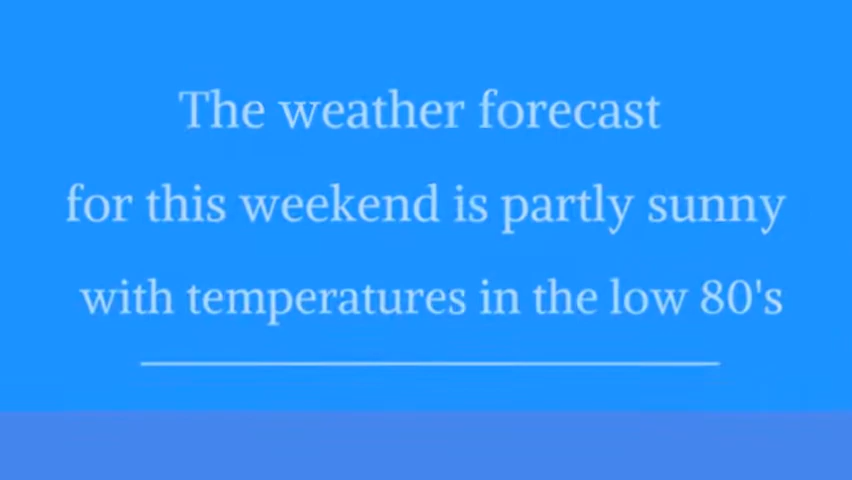 The weather forecast
for this weekend is partly sunny
with temperatures in the low 80's